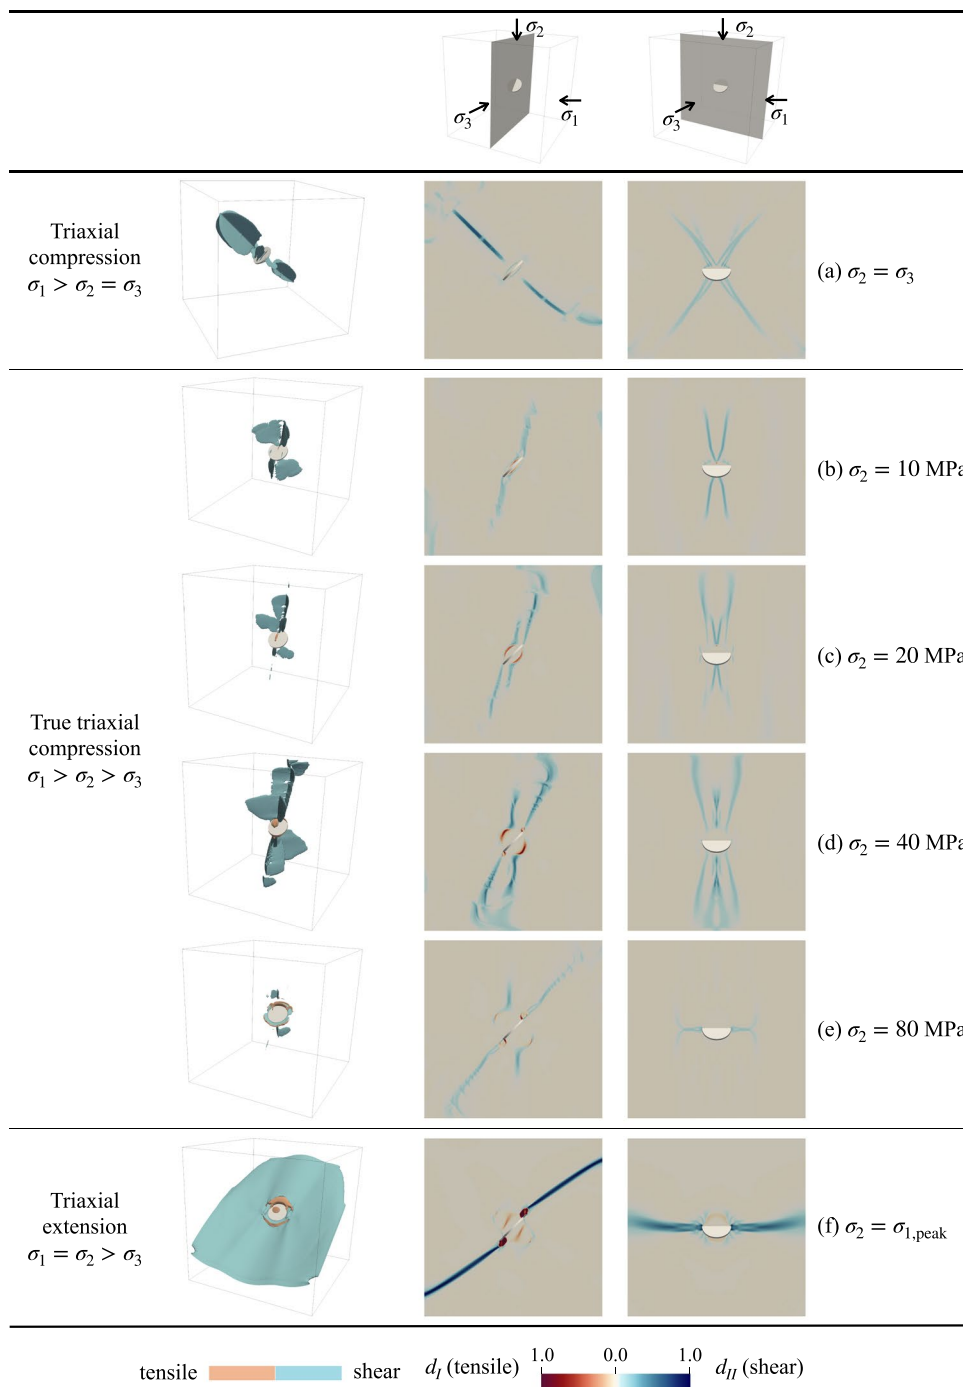 σ2 σ2
σ3 σ1 σ3 σ1
Triaxial
compression
σ1 > σ2 = σ3
(a) σ2 = σ3
(b) σ2 = 10 MPa
(c) σ2 = 20 MPa
True triaxial
compression
σ1 > σ2 > σ3
(d) σ2 = 40 MPa
(e) σ2 = 80 MPa
Triaxial
extension
σ1 = σ2 > σ3
(f) σ2 = σ1,peak
tensile shear dI (tensile) 1.0 0.0 1.0 dII (shear)